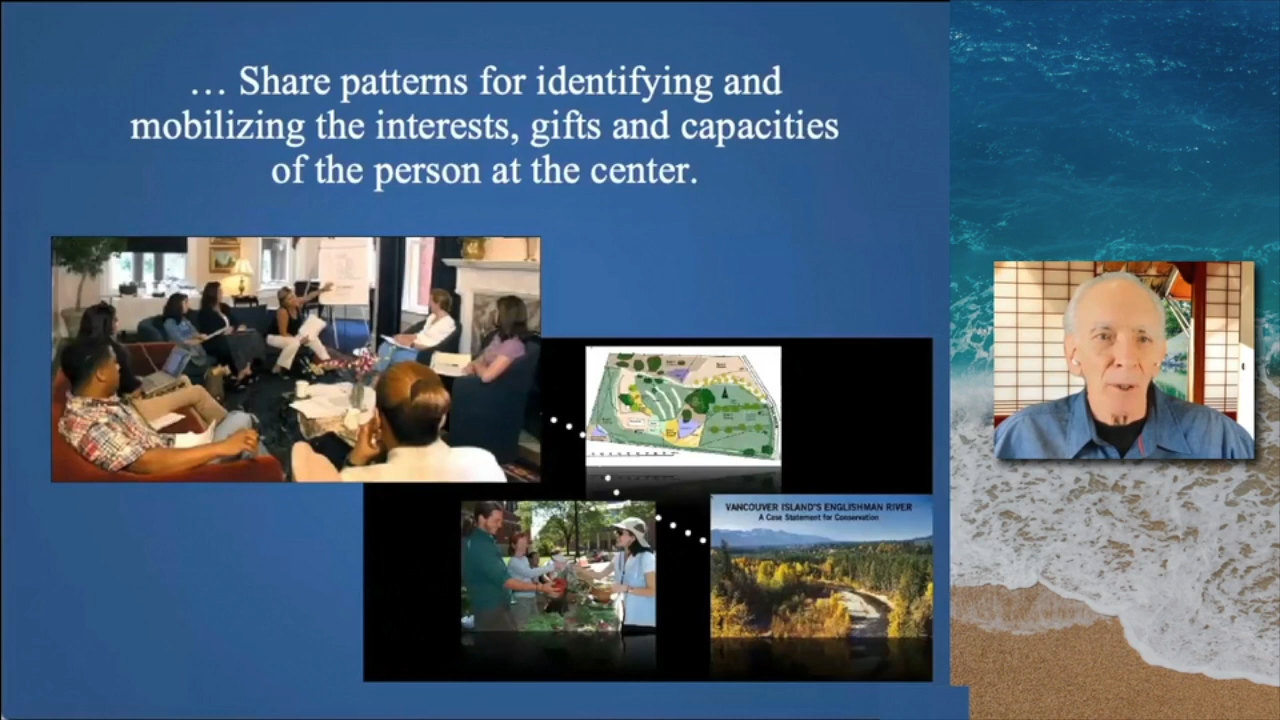 ... Share patterns for identifying and
mobilizing the interests, gifts and capacities
of the person at the center.
VANCOUVER ISLAND'S ENGLISHMAN RIVER
A Case Statement for Conservation